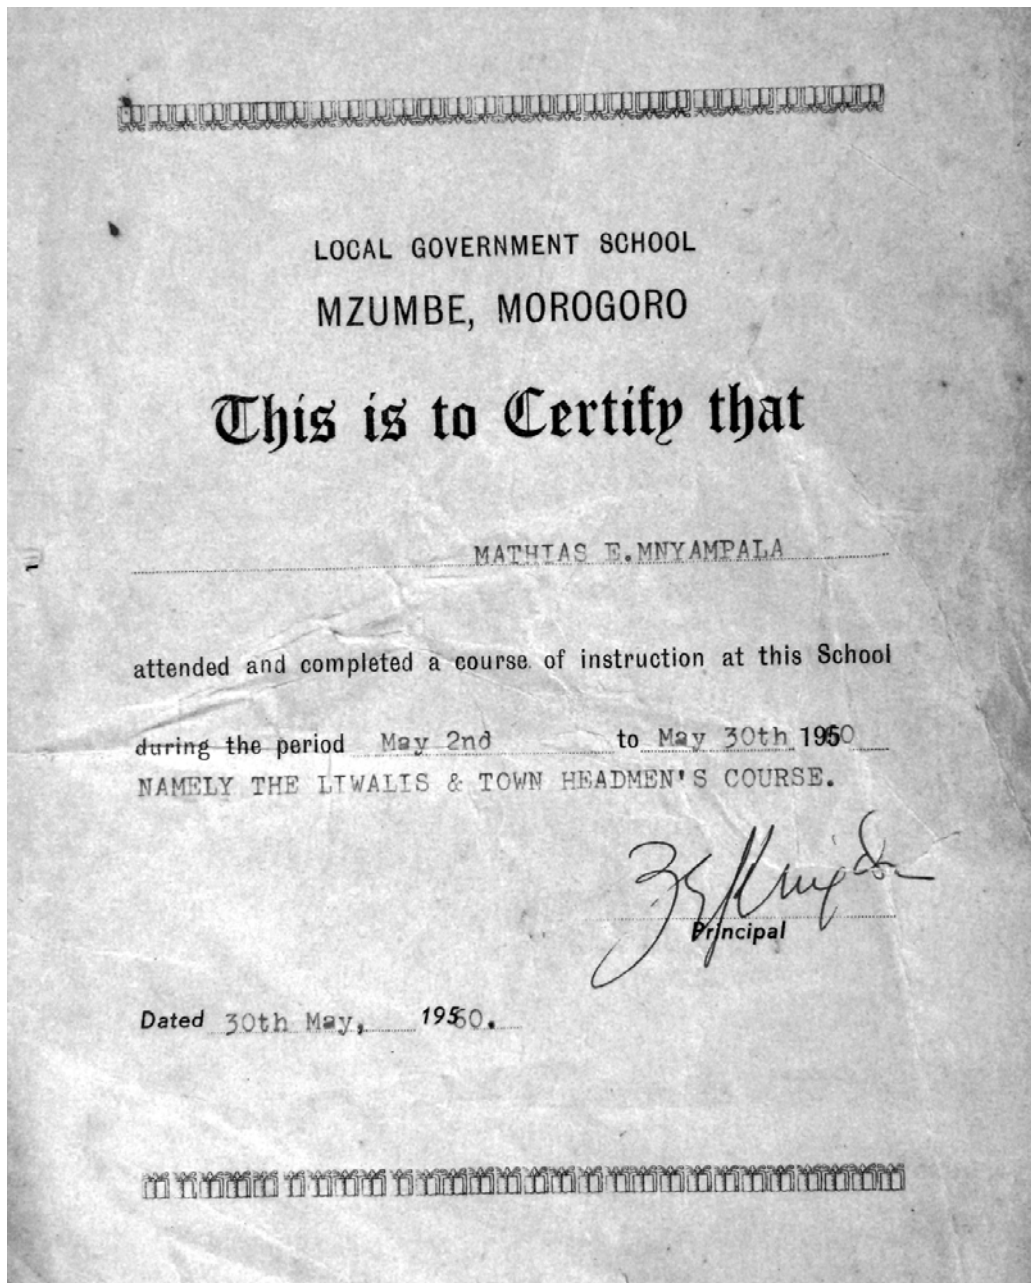 LOCAL GOVERNMENT SCHOOL
MZUMBE, MOROGORO
This is to Certify that
MATHIAS E.MNYAMPALA
attended and completed a course of instruction at this School
during the period May 2nd to May 30th 1960
NAMELY THE LIWALIS & TOWN HEADMEN'S COURSE.
Principal
Dated 30th May, 1960.